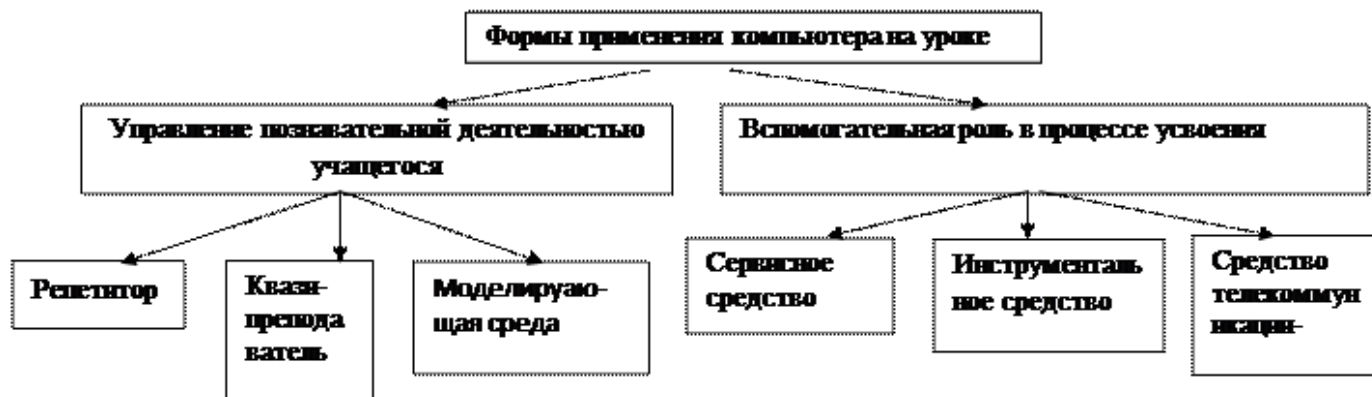 Формы применения компьютера на уроке
Управление познавательной деятельностью
учащегося
Вспомогательная роль в процессе усвоения
Репетитор
Квази-
препода
ватель
Моделируаю-
щая среда
Сервисное
средство
Инструменталь
ное средство
Средство
телекоммун
икации-